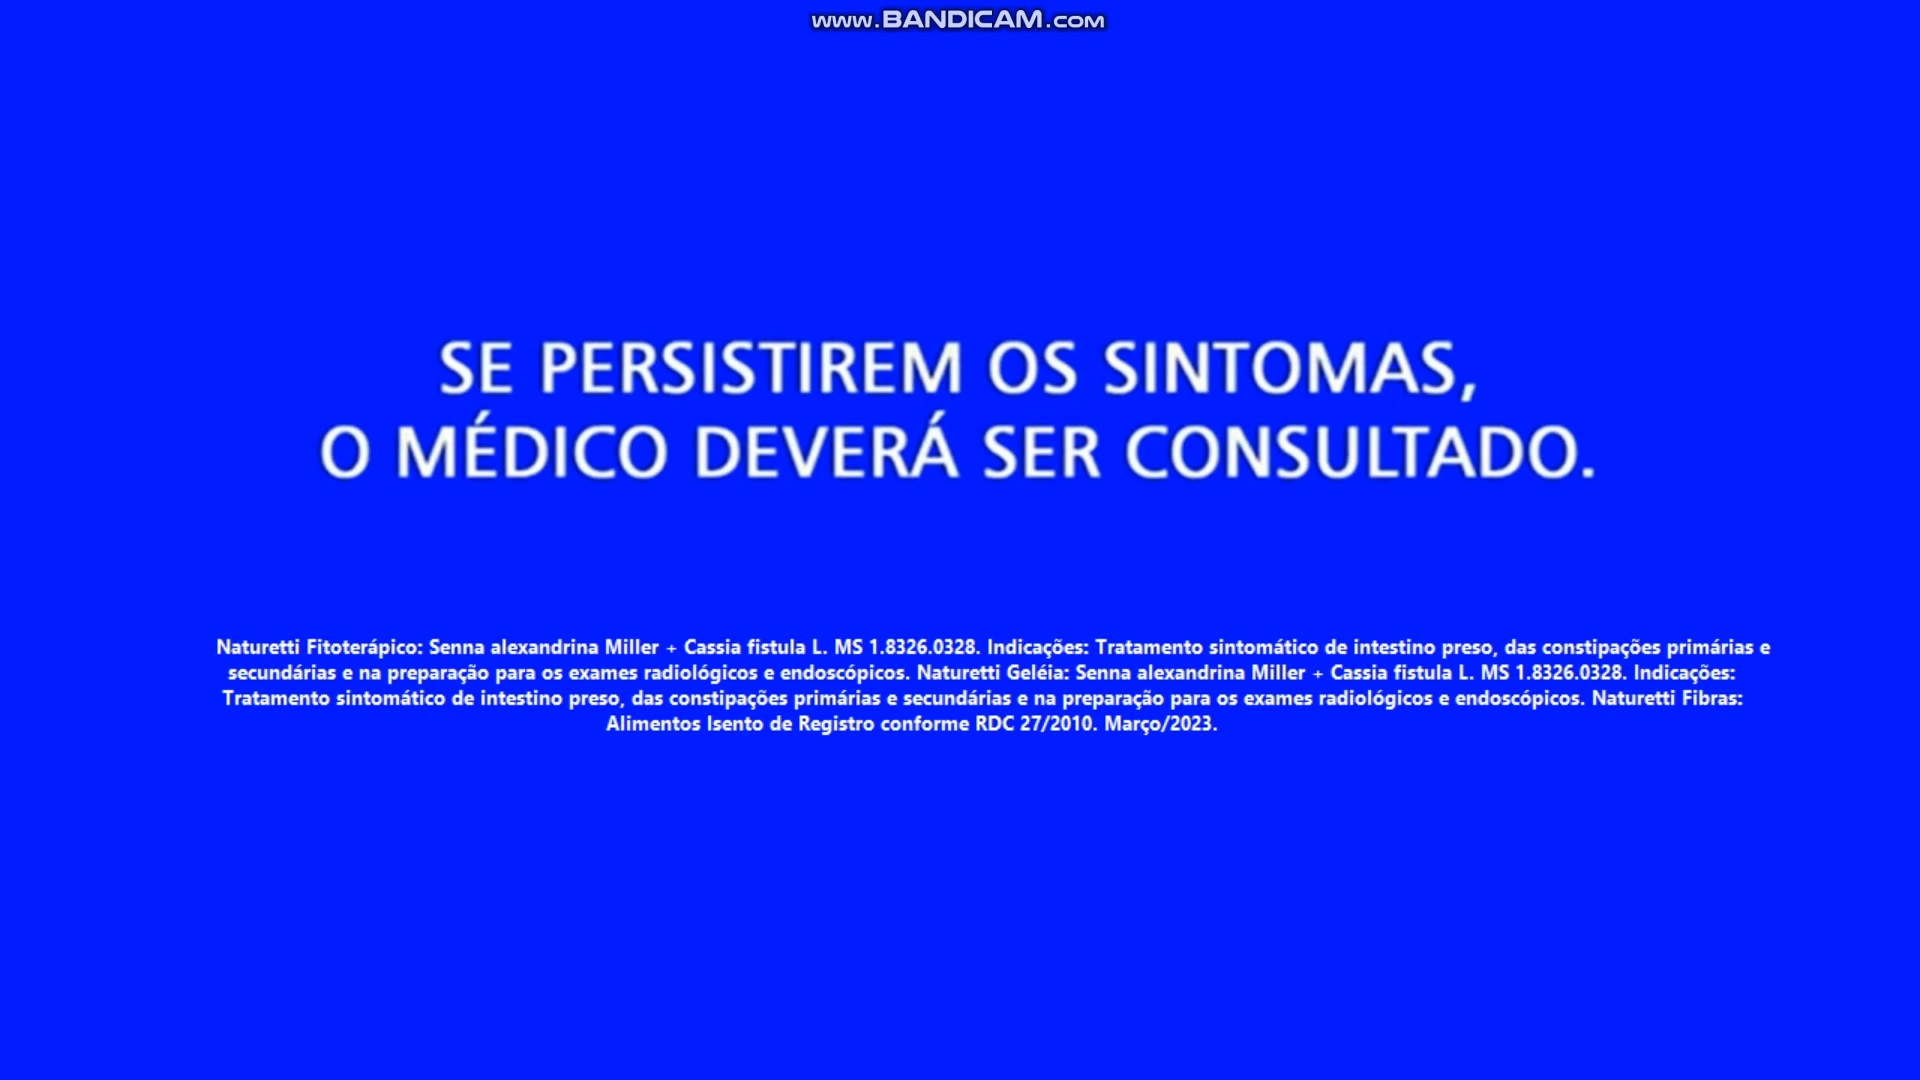 www.BANDICAM.com
SE PERSISTIREM OS SINTOMAS,
O MÉDICO DEVERÁ SER CONSULTADO.
Naturetti Fitoterápico: Senna alexandrina Miller + Cassia fistula L. MS 1.8326.0328. Indicações: Tratamento sintomático de intestino preso, das constipações primárias e
secundárias e na preparação para os exames radiológicos e endoscópicos. Naturetti Geléia: Senna alexandrina Miller + Cassia fistula L. MS 1.8326.0328. Indicações:
Tratamento sintomático de intestino preso, das constipações primárias e secundárias e na preparação para os exames radiológicos e endoscópicos. Naturetti Fibras:
Alimentos Isento de Registro conforme RDC 27/2010. Março/2023.